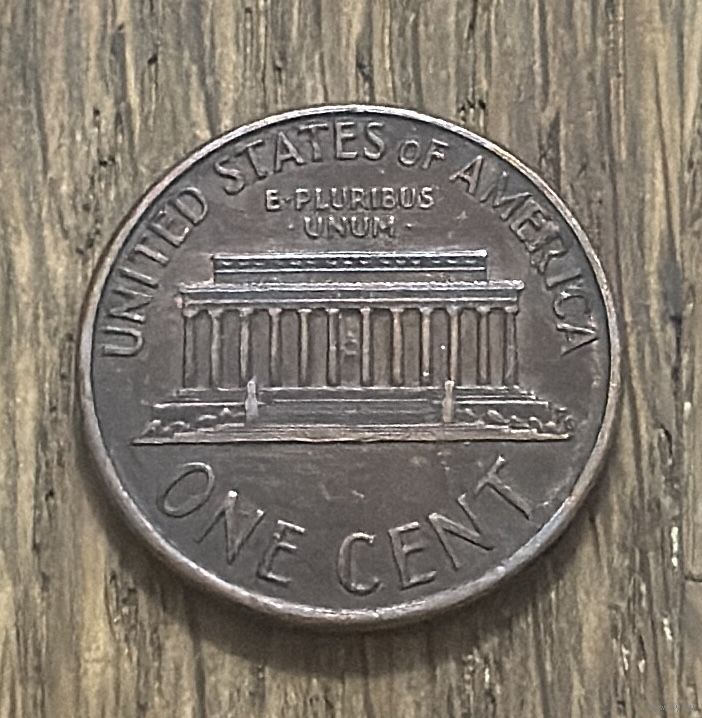 UNITED STATES OF AMERICA
E·PLURIBUS
·UNUM·
ONE CENT